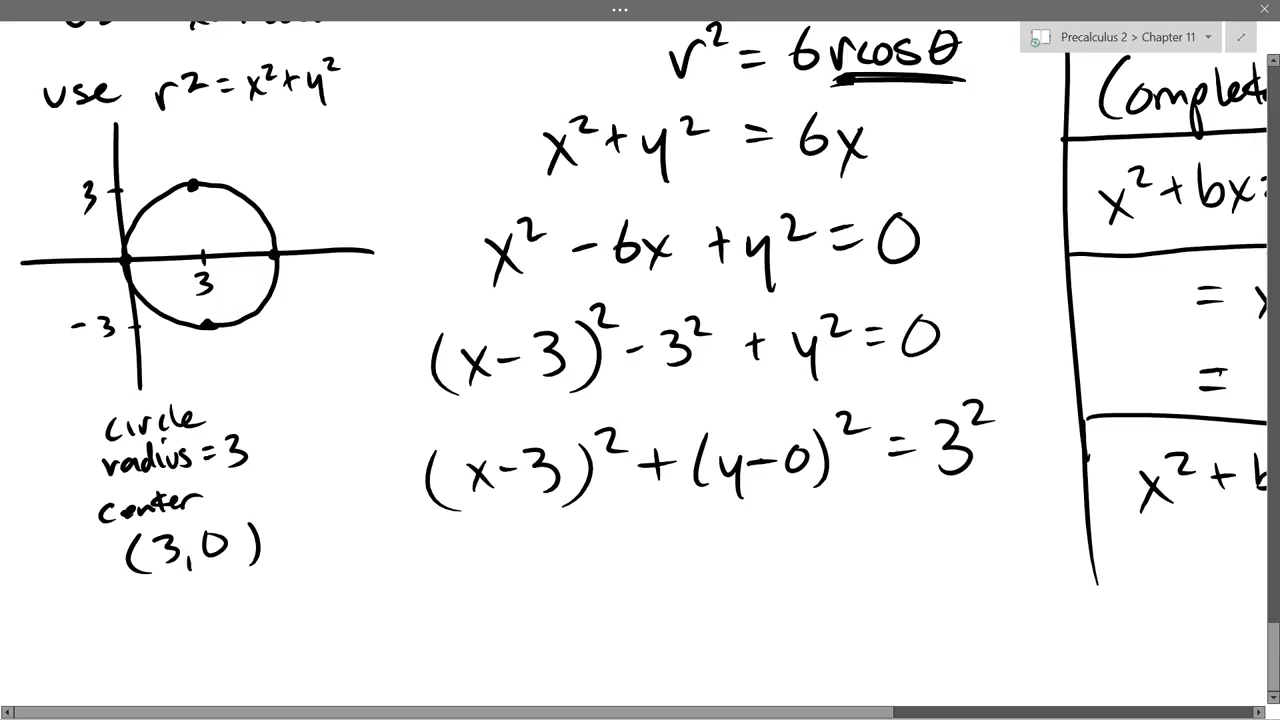 Precalculus 2 > Chapter 11
use r² = x² + y²
3
3
-3
circle
radius = 3
center
(3, 0)
r² = 6rcosθ
x² + y² = 6x
x² - 6x + y² = 0
(x - 3)² - 3² + y² = 0
(x - 3)² + (y - 0)² = 3²
(Complet
x² + bx =
=
=
x² + b